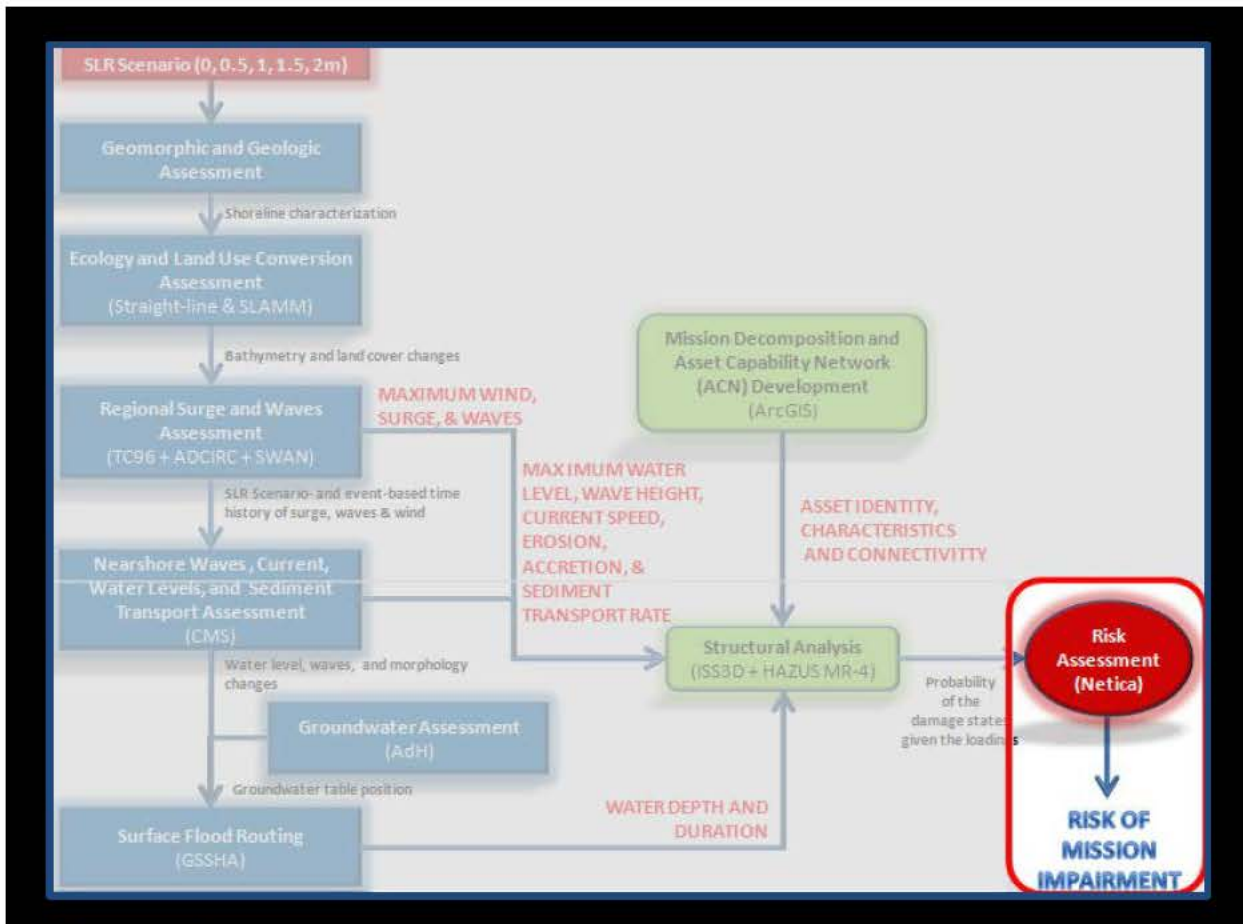 SLR Scenario (0, 0.5, 1, 1.5, 2m)
Geomorphic and Geologic
Assessment
Shoreline characterization
Ecology and Land Use Conversion
Assessment
(Straight-line & SLAMM)
Bathymetry and land cover changes
Regional Surge and Waves
Assessment
(TC96 + ADCIRC + SWAN)
MAXIMUM WIND,
SURGE, & WAVES
SLR Scenario- and event-based time
history of surge, waves & wind
Nearshore Waves, Current,
Water Levels, and Sediment
Transport Assessment
(CMS)
MAXIMUM WATER
LEVEL, WAVE HEIGHT,
CURRENT SPEED,
EROSION,
ACCRETION, &
SEDIMENT
TRANSPORT RATE
Water level, waves, and morphology
changes
Groundwater Assessment
(AdH)
Groundwater table position
Surface Flood Routing
(GSSHA)
WATER DEPTH AND
DURATION
Mission Decomposition and
Asset Capability Network
(ACN) Development
(ArcGIS)
ASSET IDENTITY,
CHARACTERISTICS
AND CONNECTIVITTY
Structural Analysis
(ISS3D + HAZUS MR-4)
Probability
of the
damage states
given the loadings
Risk
Assessment
(Netica)
RISK OF
MISSION
IMPAIRMENT